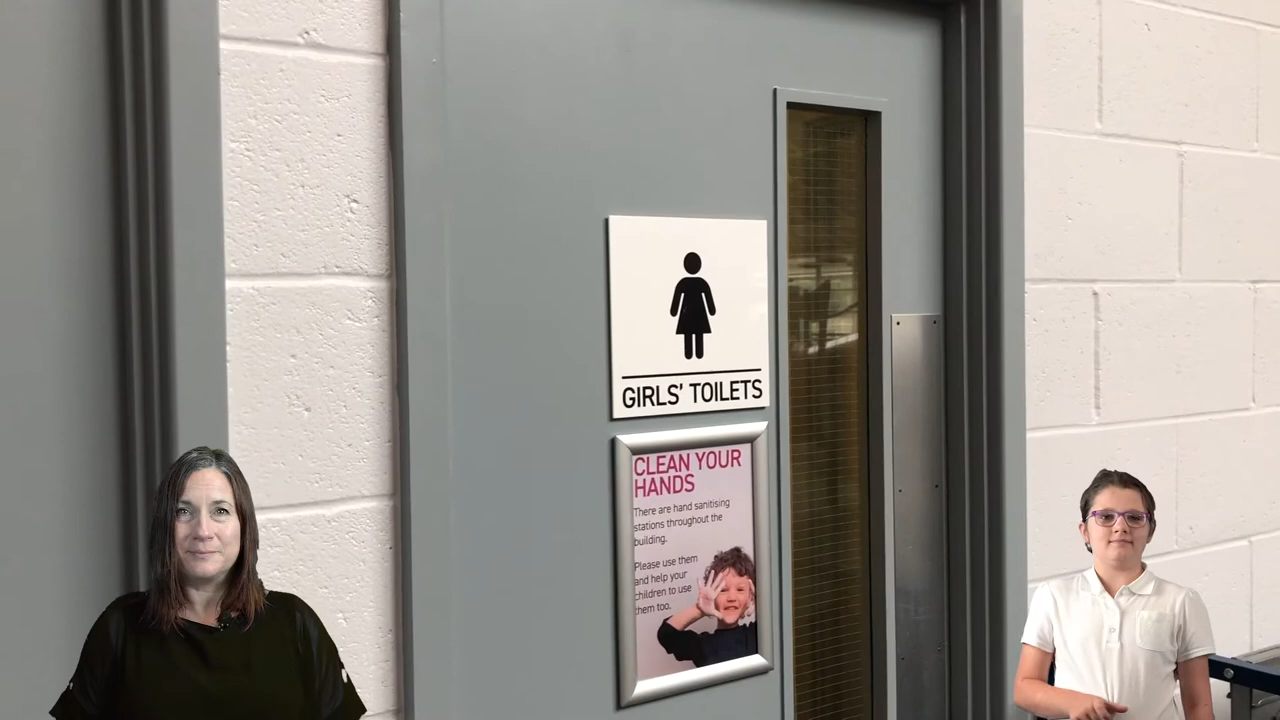 GIRLS' TOILETS
CLEAN YOUR
HANDS
There are hand sanitising
stations throughout the
building.
Please use them
and help your
children to use
them too.